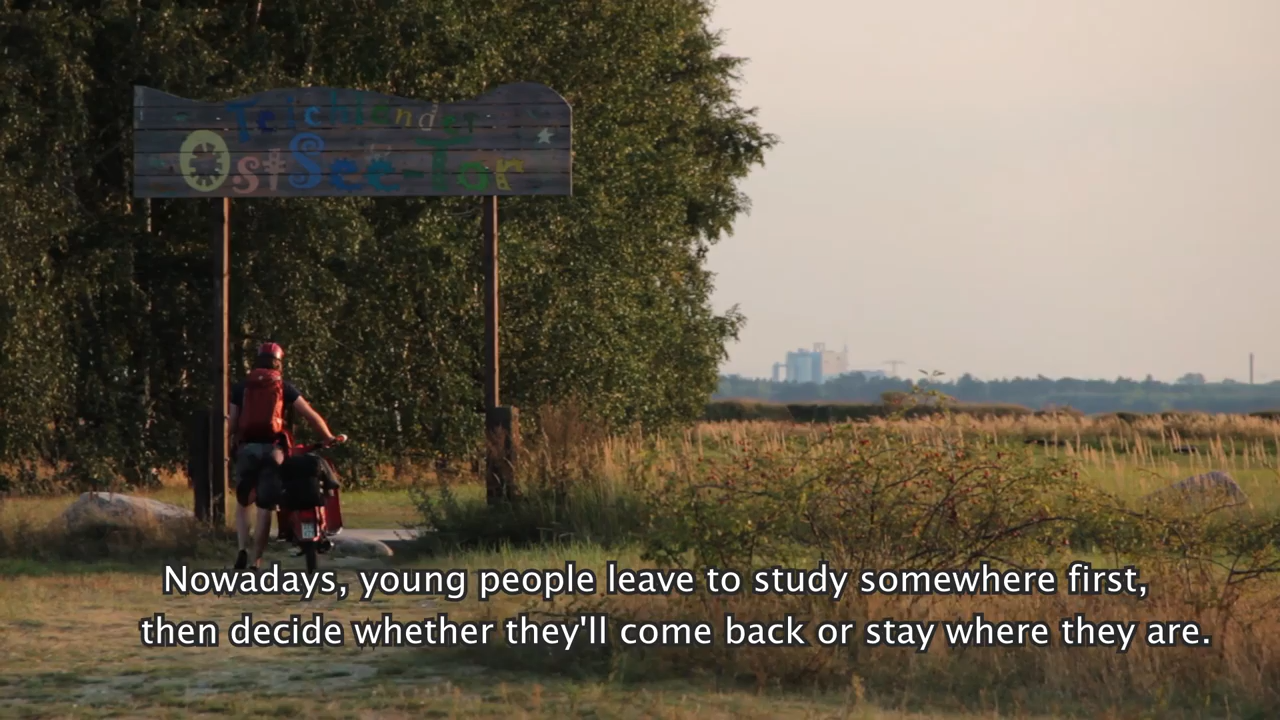 Teichländer
OstSee-Tor
Nowadays, young people leave to study somewhere first,
then decide whether they'll come back or stay where they are.